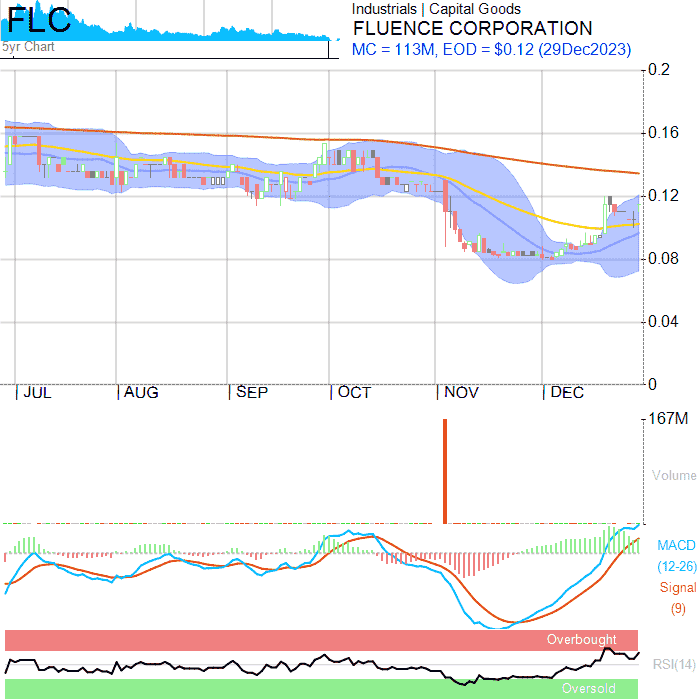 FLC
5yr Chart
Industrials | Capital Goods
FLUENCE CORPORATION
MC = 113M, EOD = $0.12 (29Dec2023)
0.2
0.16
0.12
0.08
0.04
0
JUL AUG SEP OCT NOV DEC
167M
Volume
MACD
(12-26)
Signal
(9)
Overbought
RSI(14)
Oversold